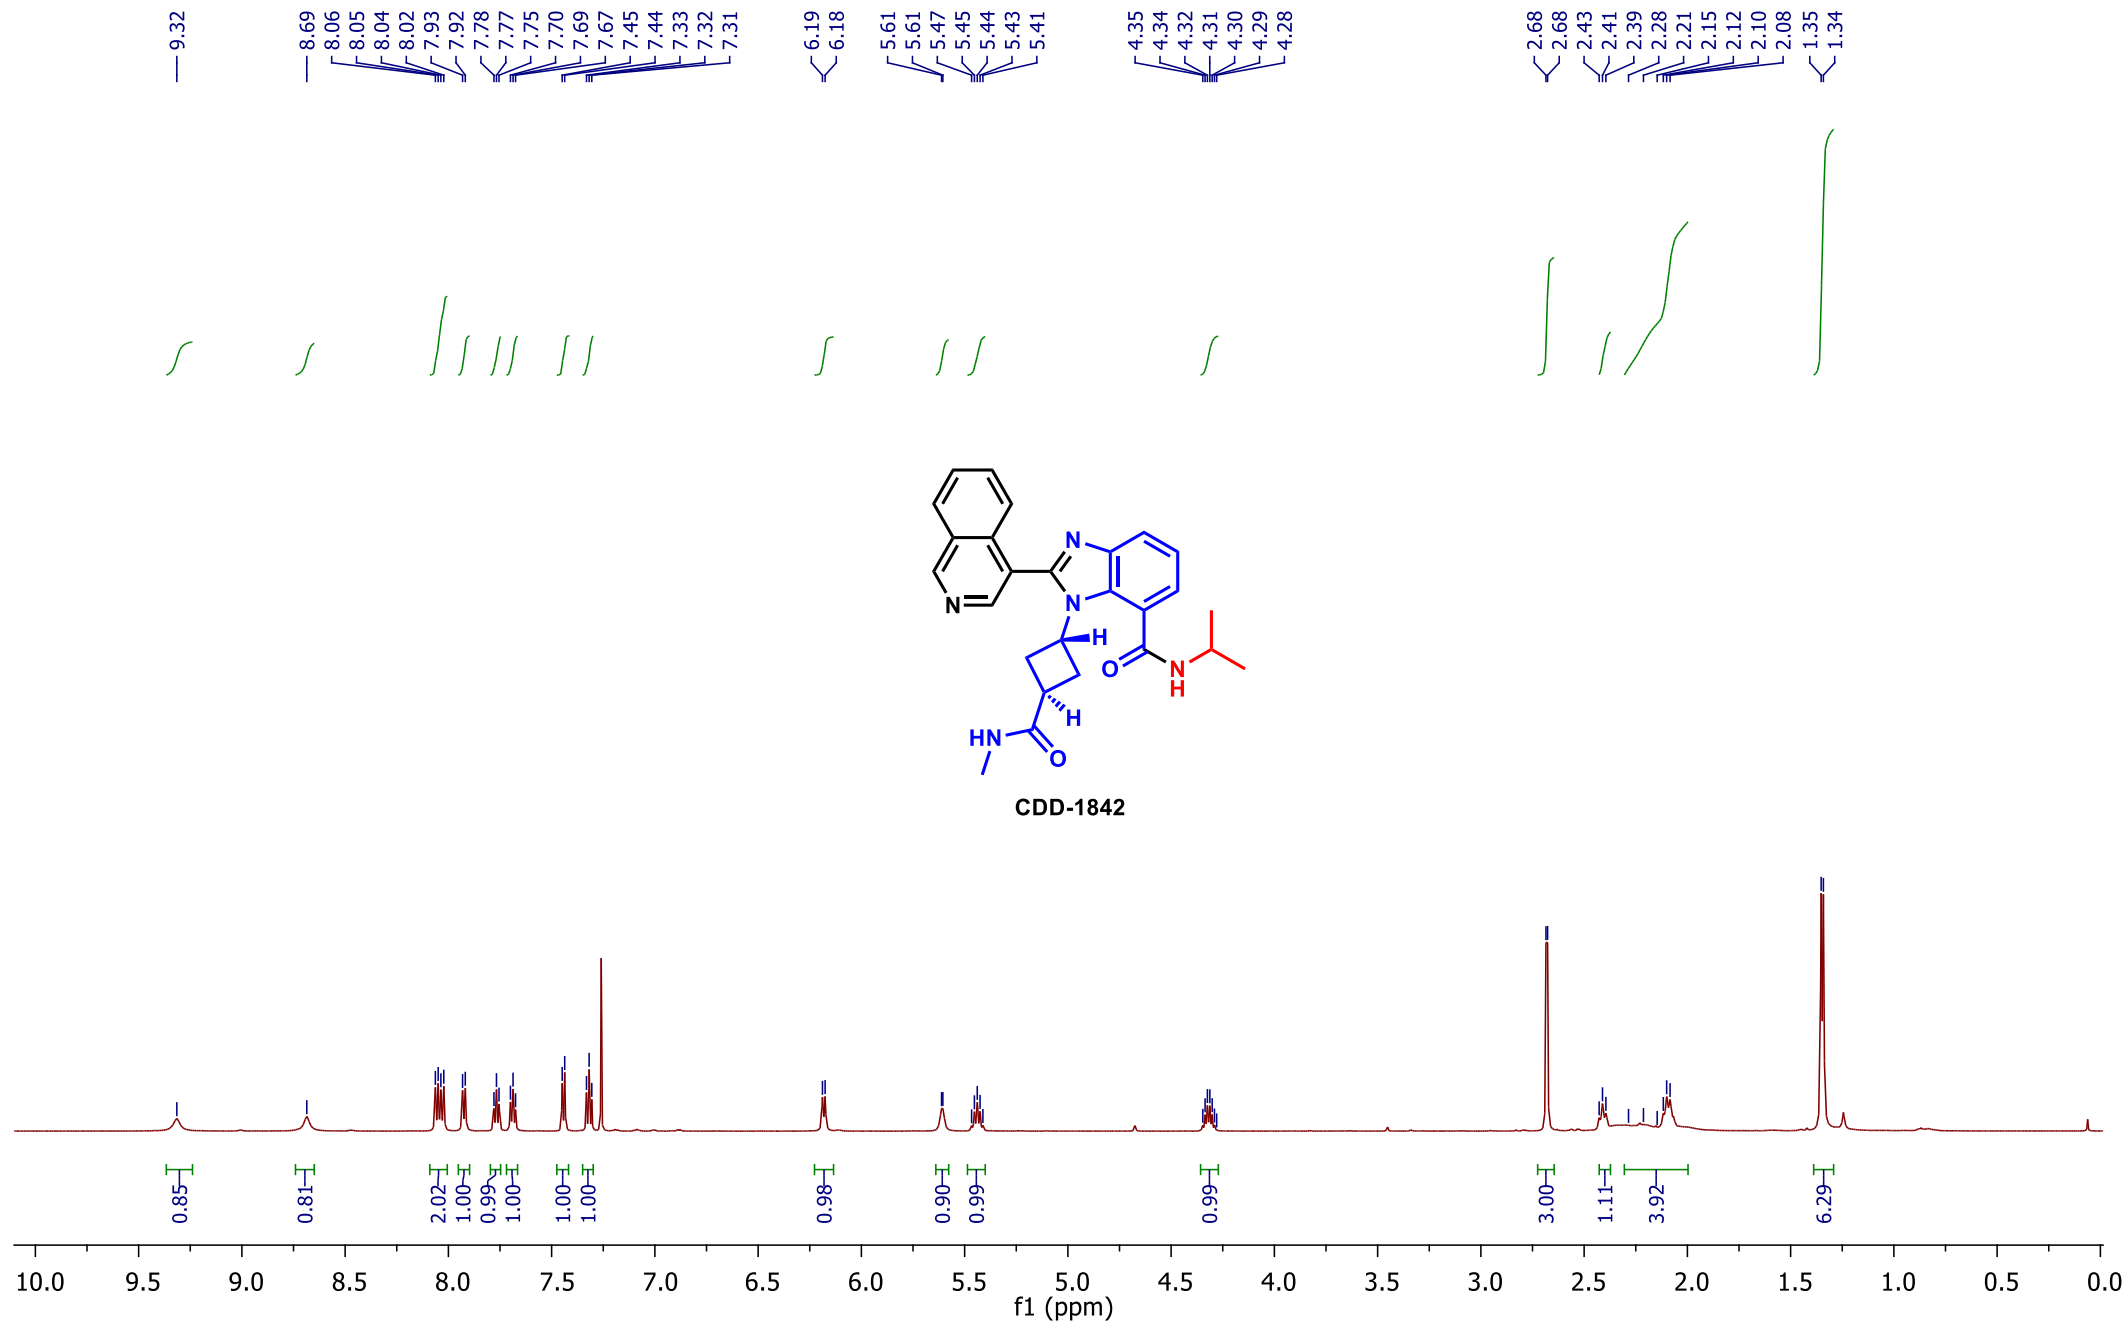 9.32 8.69 8.06 8.05 8.04 8.02 7.93 7.92 7.78 7.77 7.75 7.70 7.69 7.67 7.45 7.44 7.33 7.32 7.31 6.19 6.18 5.61 5.61 5.47 5.45 5.44 5.43 5.41 4.35 4.34 4.32 4.31 4.30 4.29 4.28 2.68 2.68 2.43 2.41 2.39 2.28 2.21 2.15 2.12 2.10 2.08 1.35 1.34
N
N
N
H
O
N
H
H
HN
O
CDD-1842
0.85 0.81 2.02 1.00 0.99 1.00 1.00 1.00 0.98 0.90 0.99 0.99 3.00 1.11 3.92 6.29
10.0 9.5 9.0 8.5 8.0 7.5 7.0 6.5 6.0 5.5 5.0 4.5 4.0 3.5 3.0 2.5 2.0 1.5 1.0 0.5 0.0
f1 (ppm)